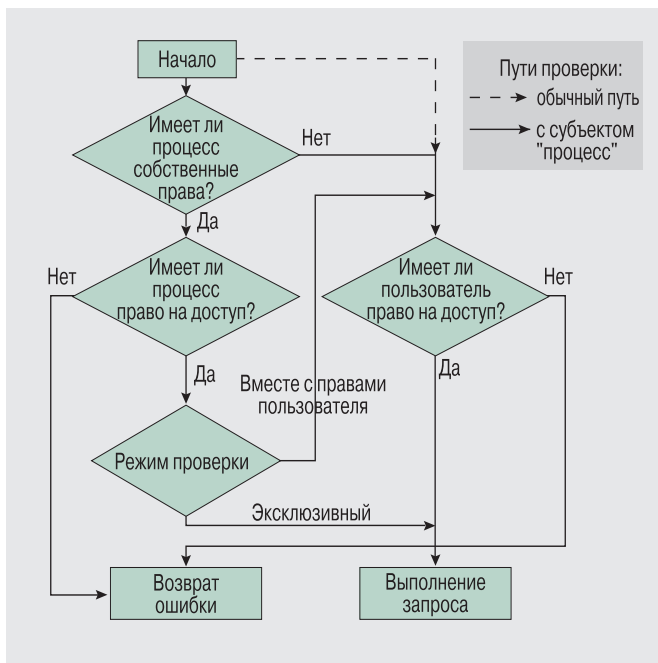 Начало
Пути проверки:
обычный путь
с субъектом
"процесс"
Имеет ли
процесс
собственные
права?
Нет
Да
Нет
Имеет ли
процесс
право на доступ?
Имеет ли
пользователь
право на доступ?
Нет
Да
Да
Вместе с правами
пользователя
Режим проверки
Эксклюзивный
Возврат
ошибки
Выполнение
запроса